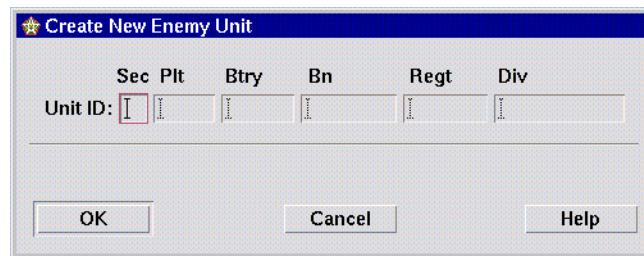 Create New Enemy Unit
Sec Plt Btry Bn Regt Div
Unit ID:
OK Cancel Help